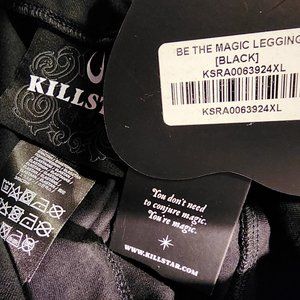 BE THE MAGIC LEGGING
[BLACK]
KSRA0063924XL
KSRA0063924XL
KILLST
You don't need
to conjure magic.
You're magic.
WWW.KILLSTAR.COM